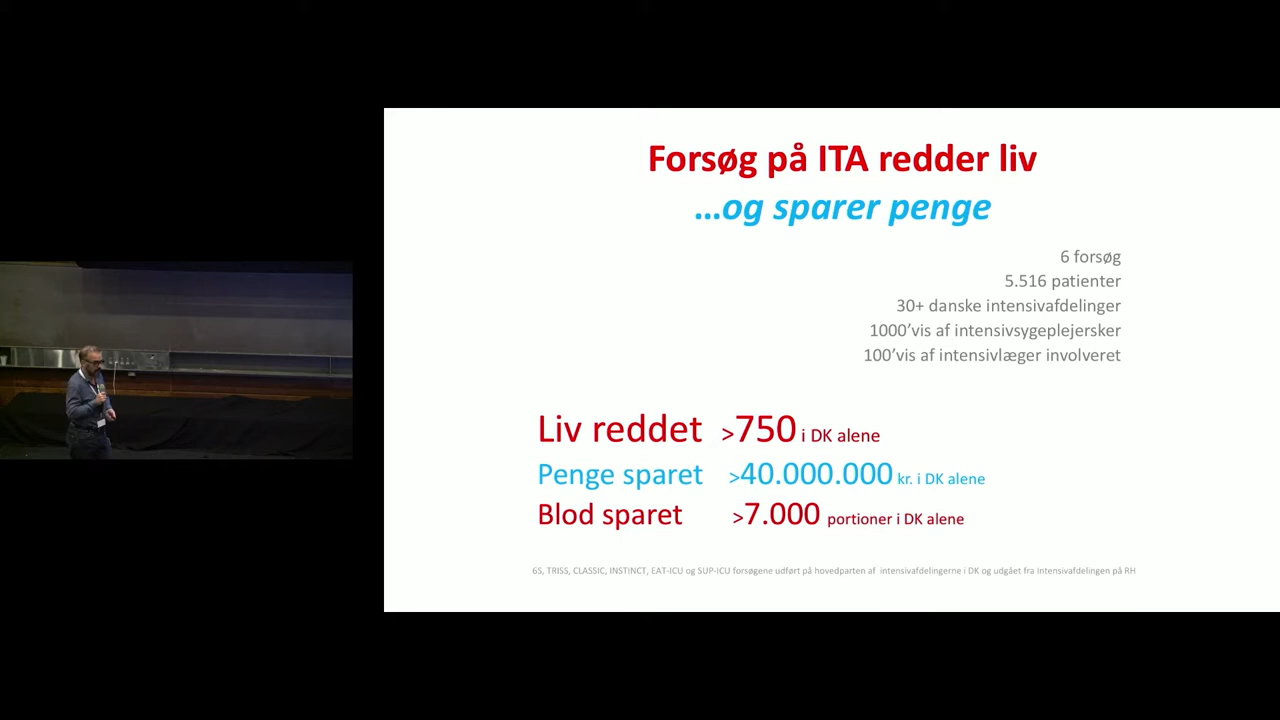 Forsøg på ITA redder liv
…og sparer penge
6 forsøg
5.516 patienter
30+ danske intensivafdelinger
1000’vis af intensivsygeplejersker
100’vis af intensivlæger involveret
Liv reddet >750 i DK alene
Penge sparet >40.000.000 kr. i DK alene
Blod sparet >7.000 portioner i DK alene
6S, TRISS, CLASSIC, INSTINCT, EAT-ICU og SUP-ICU forsøgene udført på hovedparten af intensivafdelingerne i DK og udgået fra Intensivafdelingen på RH